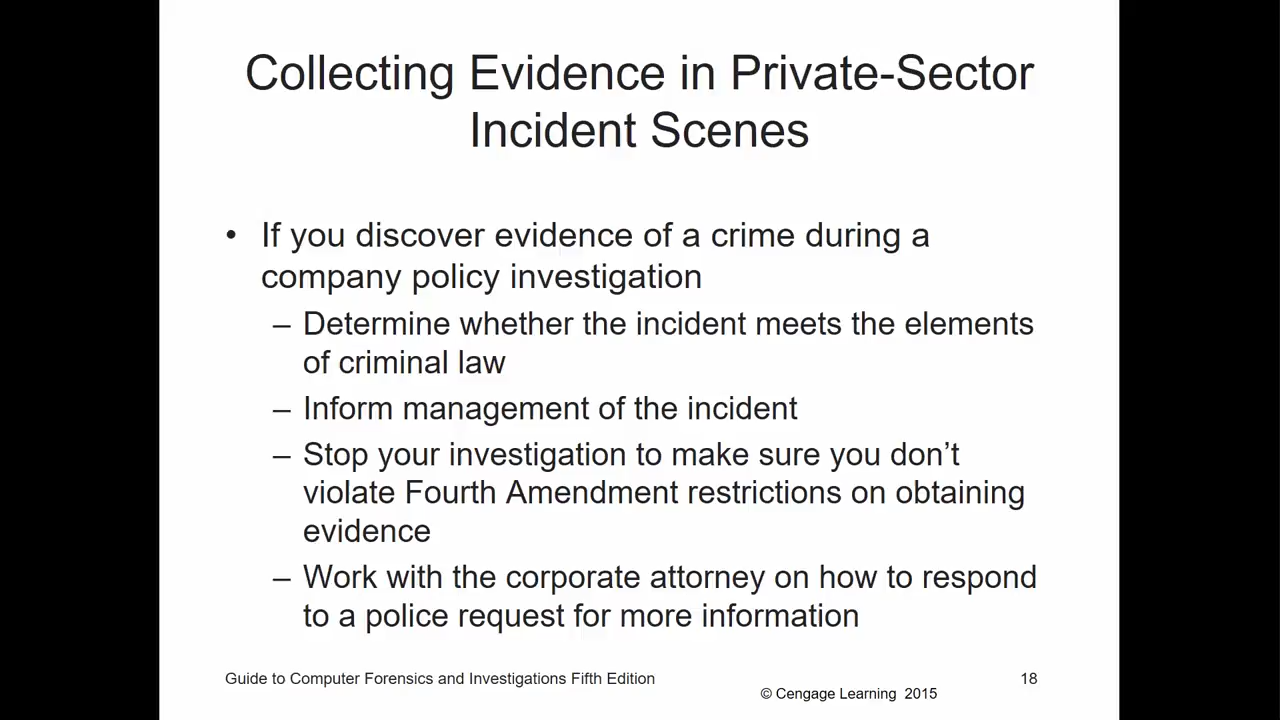 Collecting Evidence in Private-Sector
Incident Scenes
• If you discover evidence of a crime during a
company policy investigation
– Determine whether the incident meets the elements
of criminal law
– Inform management of the incident
– Stop your investigation to make sure you don’t
violate Fourth Amendment restrictions on obtaining
evidence
– Work with the corporate attorney on how to respond
to a police request for more information
Guide to Computer Forensics and Investigations Fifth Edition
© Cengage Learning 2015
18